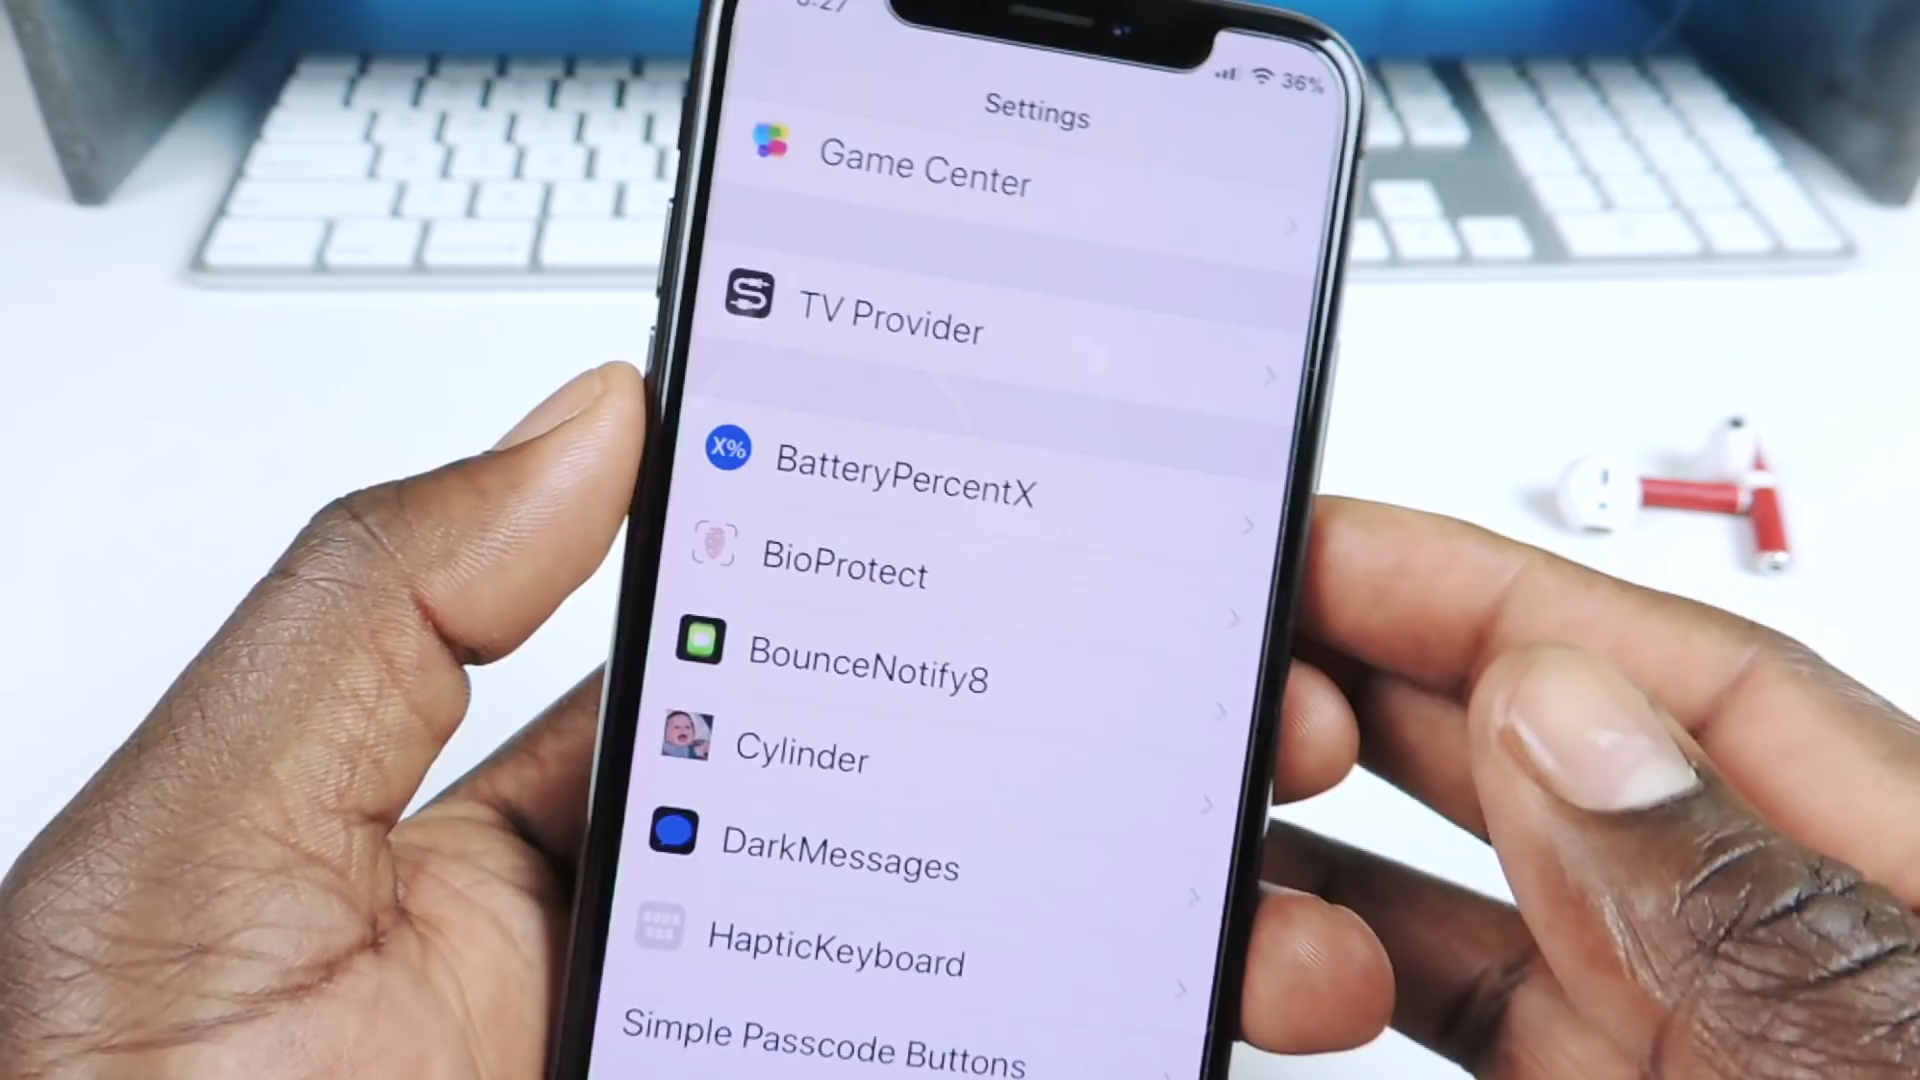 36%
Settings
Game Center
TV Provider
X% BatteryPercentX
BioProtect
BounceNotify8
Cylinder
DarkMessages
HapticKeyboard
Simple Passcode Buttons